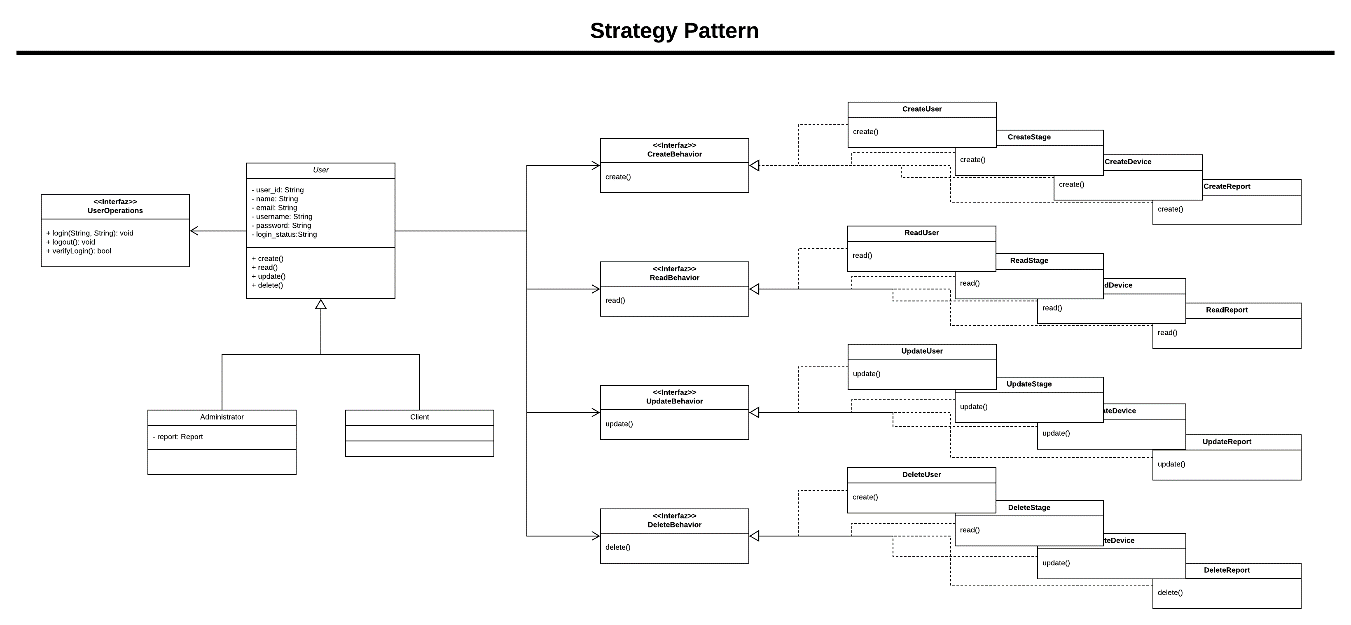 Strategy Pattern
<<Interfaz>>
UserOperations
+ login(String, String): void
+ logout(): void
+ verifyLogin(): bool
User
- user_id: String
- name: String
- email: String
- username: String
- password: String
- login_status:String
+ create()
+ read()
+ update()
+ delete()
Administrator
- report: Report
Client
<<Interfaz>>
CreateBehavior
create()
CreateUser
create()
CreateStage
create()
CreateDevice
create()
CreateReport
create()
<<Interfaz>>
ReadBehavior
read()
ReadUser
read()
ReadStage
read()
dDevice
read()
ReadReport
read()
<<Interfaz>>
UpdateBehavior
update()
UpdateUser
update()
UpdateStage
update()
teDevice
update()
UpdateReport
update()
<<Interfaz>>
DeleteBehavior
delete()
DeleteUser
create()
DeleteStage
read()
teDevice
update()
DeleteReport
delete()